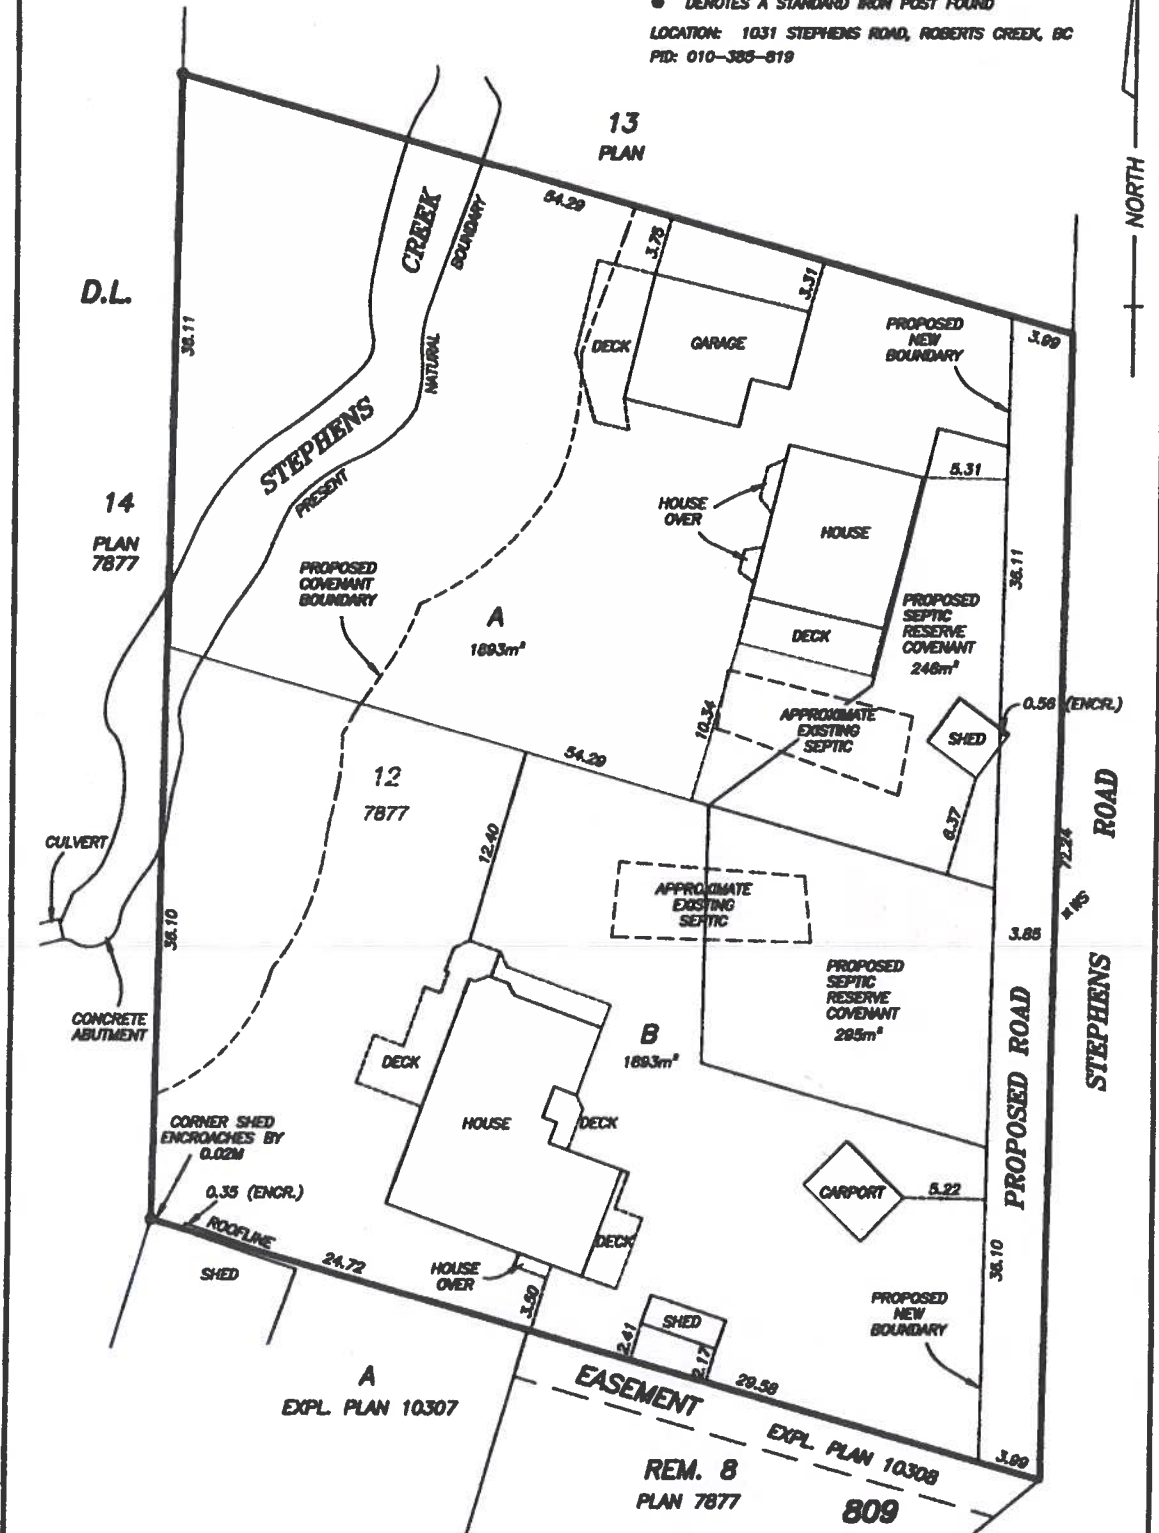 DENOTES A STANDARD IRON POST FOUND
LOCATION: 1031 STEPHENS ROAD, ROBERTS CREEK, BC
PID: 010-385-819
NORTH
13
PLAN
54.29
CREEK
BOUNDARY
3.75
3.31
D.L.
38.11
DECK
GARAGE
PROPOSED
NEW
BOUNDARY
3.99
NATURAL
STEPHENS
PRESENT
5.31
14
PLAN
7877
HOUSE
OVER
HOUSE
PROPOSED
COVENANT
BOUNDARY
38.11
A
1893m²
PROPOSED
SEPTIC
RESERVE
COVENANT
246m²
DECK
10.34
APPROXIMATE
EXISTING
SEPTIC
SHED
0.56 (ENCR.)
54.29
12
7877
ROAD
12.40
6.37
72.24
CULVERT
APPROXIMATE
EXISTING
SEPTIC
WS
38.10
3.85
PROPOSED
SEPTIC
RESERVE
COVENANT
295m²
CONCRETE
ABUTMENT
STEPHENS
PROPOSED ROAD
B
1893m²
DECK
HOUSE
DECK
CORNER SHED
ENCROACHES BY
0.02M
0.35 (ENCR.)
CARPORT
5.22
ROOFLINE
SHED
24.72
HOUSE
OVER
DECK
38.10
3.60
SHED
2.41
2.17
PROPOSED
NEW
BOUNDARY
29.58
A
EXPL. PLAN 10307
EASEMENT
EXPL. PLAN 10308
3.99
REM. 8
PLAN 7877
809